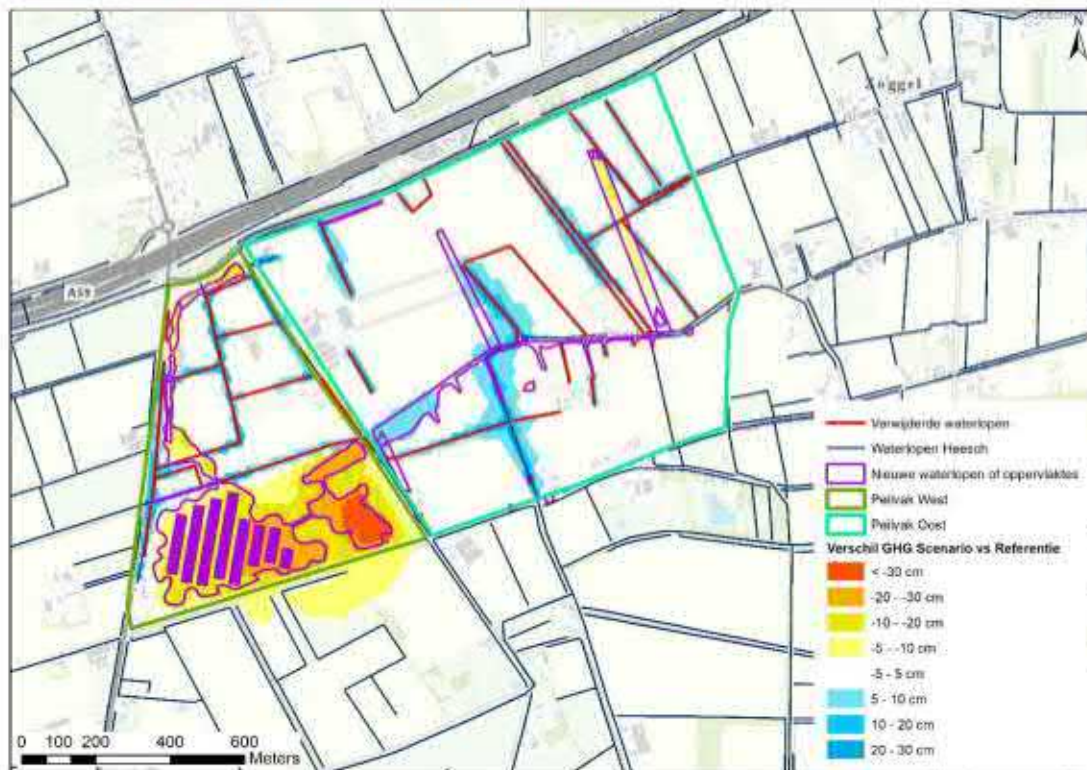 N
Zoggel
A59
Verwijderde waterlopen
Waterlopen Heesch
Nieuwe waterlopen of oppervlaktes
Peilvak West
Peilvak Oost
Verschil GHG Scenario vs Referentie
< -30 cm
-20 - -30 cm
-10 - -20 cm
-5 - -10 cm
-5 - 5 cm
5 - 10 cm
10 - 20 cm
20 - 30 cm
0 100 200 400 600
Meters